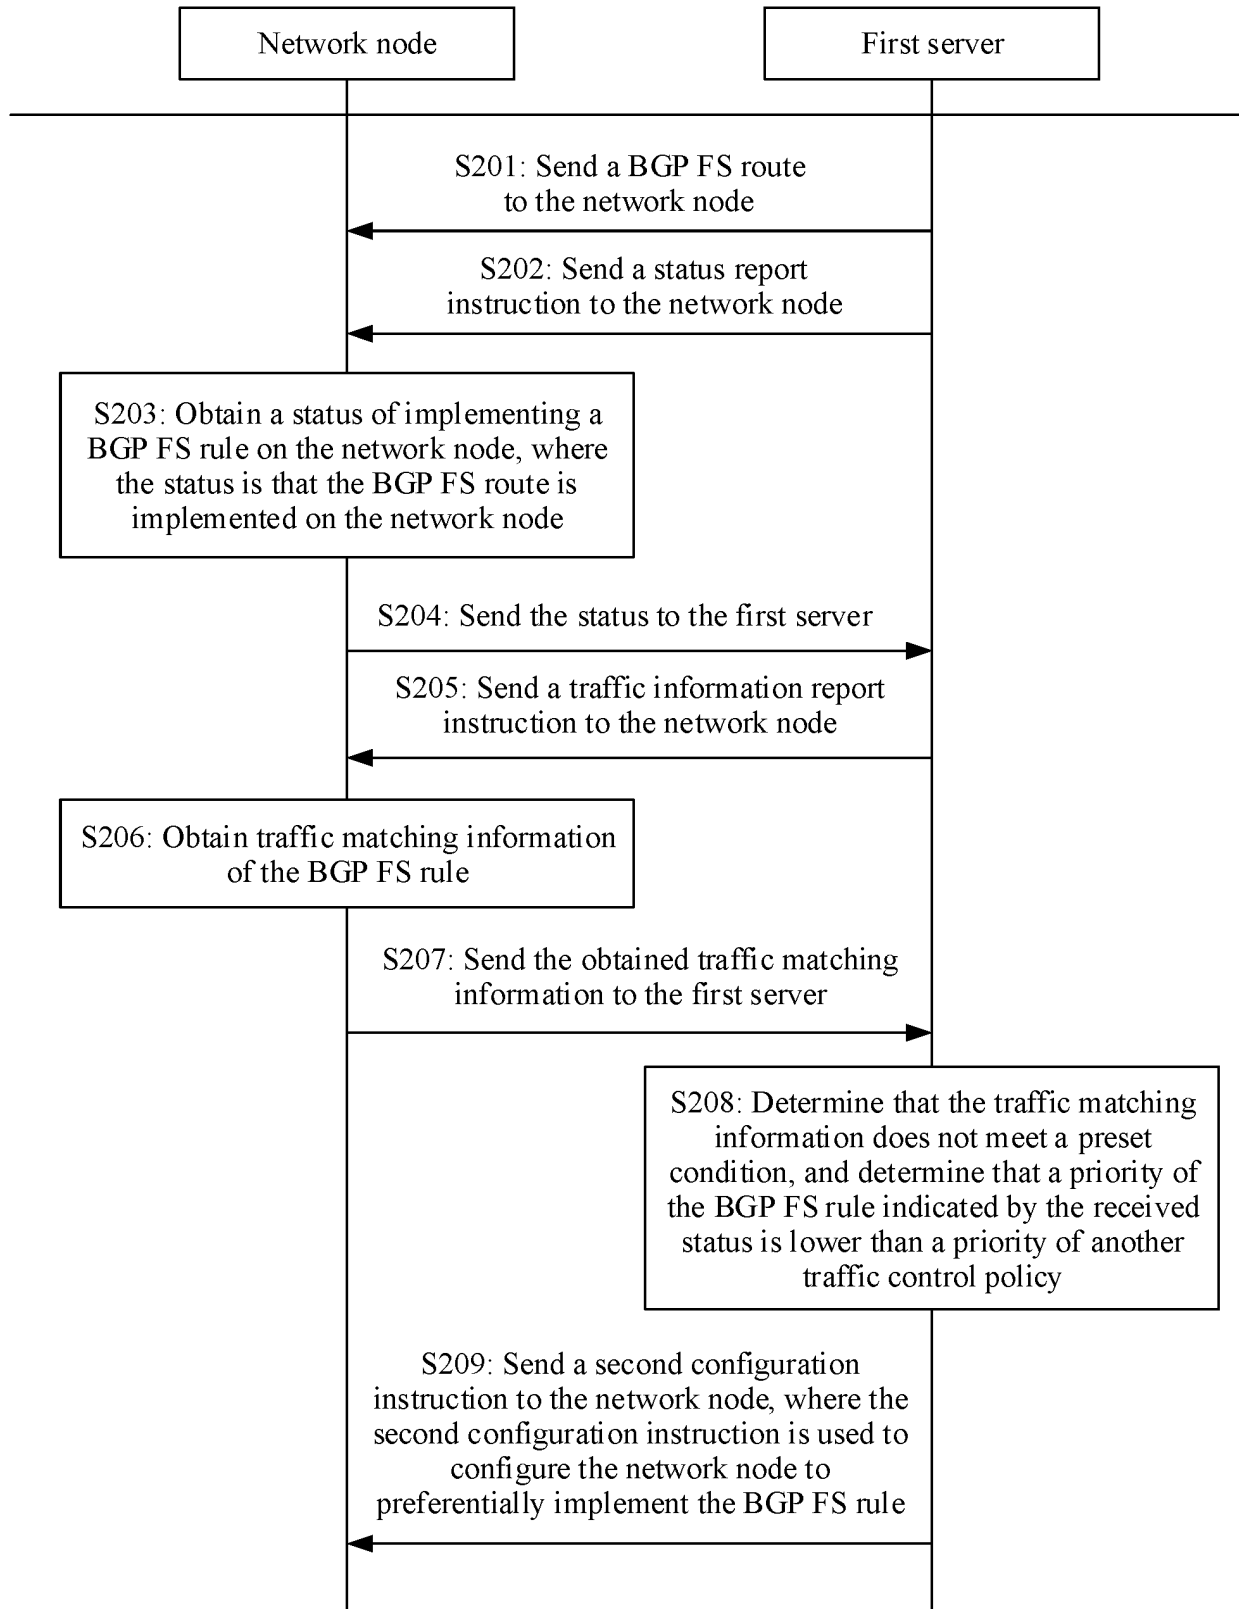 Network node
First server
S201: Send a BGP FS route
to the network node
S202: Send a status report
instruction to the network node
S203: Obtain a status of implementing a
BGP FS rule on the network node, where
the status is that the BGP FS route is
implemented on the network node
S204: Send the status to the first server
S205: Send a traffic information report
instruction to the network node
S206: Obtain traffic matching information
of the BGP FS rule
S207: Send the obtained traffic matching
information to the first server
S208: Determine that the traffic matching
information does not meet a preset
condition, and determine that a priority of
the BGP FS rule indicated by the received
status is lower than a priority of another
traffic control policy
S209: Send a second configuration
instruction to the network node, where the
second configuration instruction is used to
configure the network node to
preferentially implement the BGP FS rule